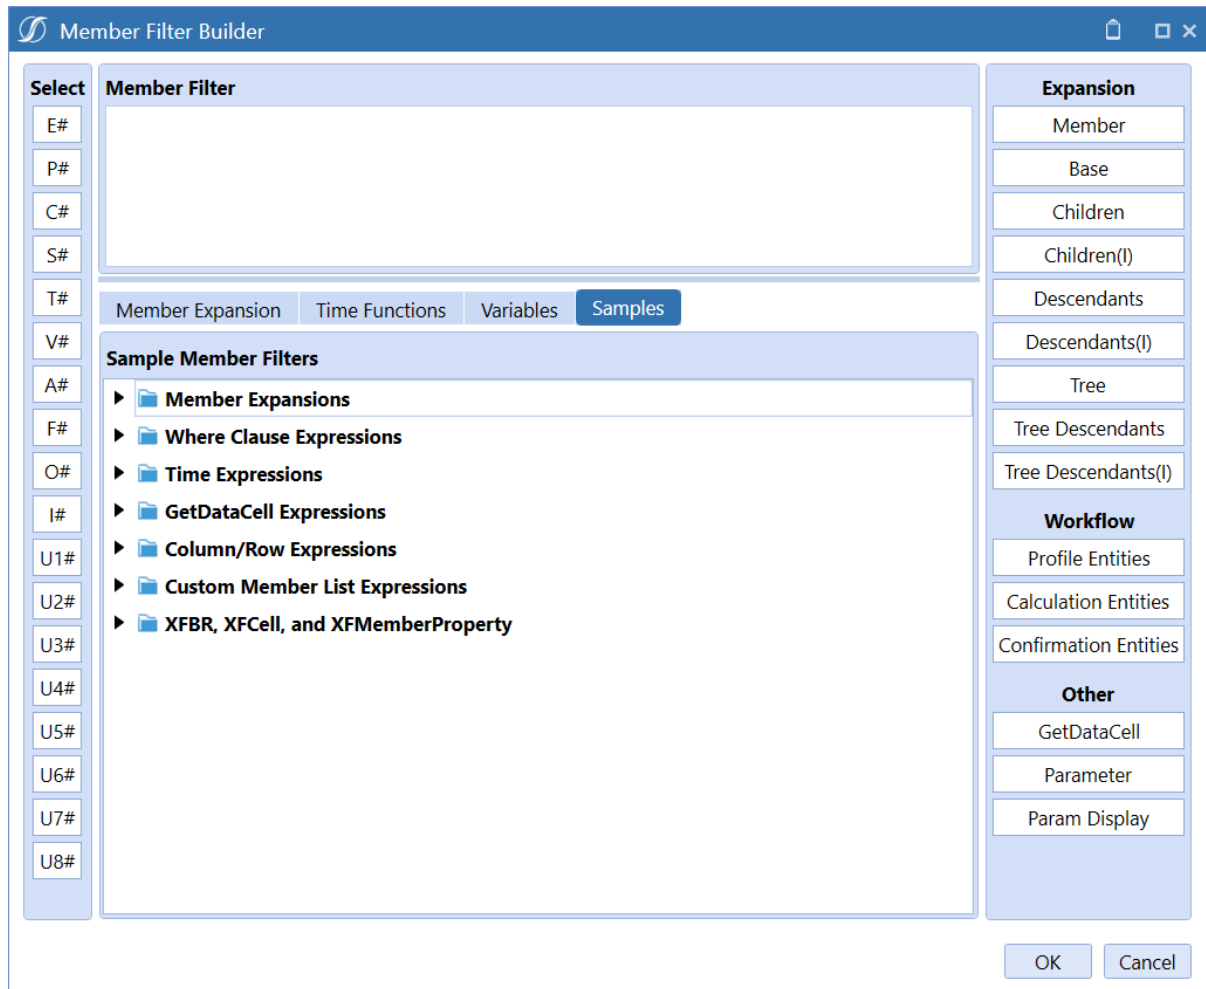 Member Filter Builder
Select
E#
P#
C#
S#
T#
V#
A#
F#
O#
I#
U1#
U2#
U3#
U4#
U5#
U6#
U7#
U8#
Member Filter
Member Expansion
Time Functions
Variables
Samples
Sample Member Filters
Member Expansions
Where Clause Expressions
Time Expressions
GetDataCell Expressions
Column/Row Expressions
Custom Member List Expressions
XFBR, XFCell, and XFMemberProperty
Expansion
Member
Base
Children
Children(I)
Descendants
Descendants(I)
Tree
Tree Descendants
Tree Descendants(I)
Workflow
Profile Entities
Calculation Entities
Confirmation Entities
Other
GetDataCell
Parameter
Param Display
OK
Cancel